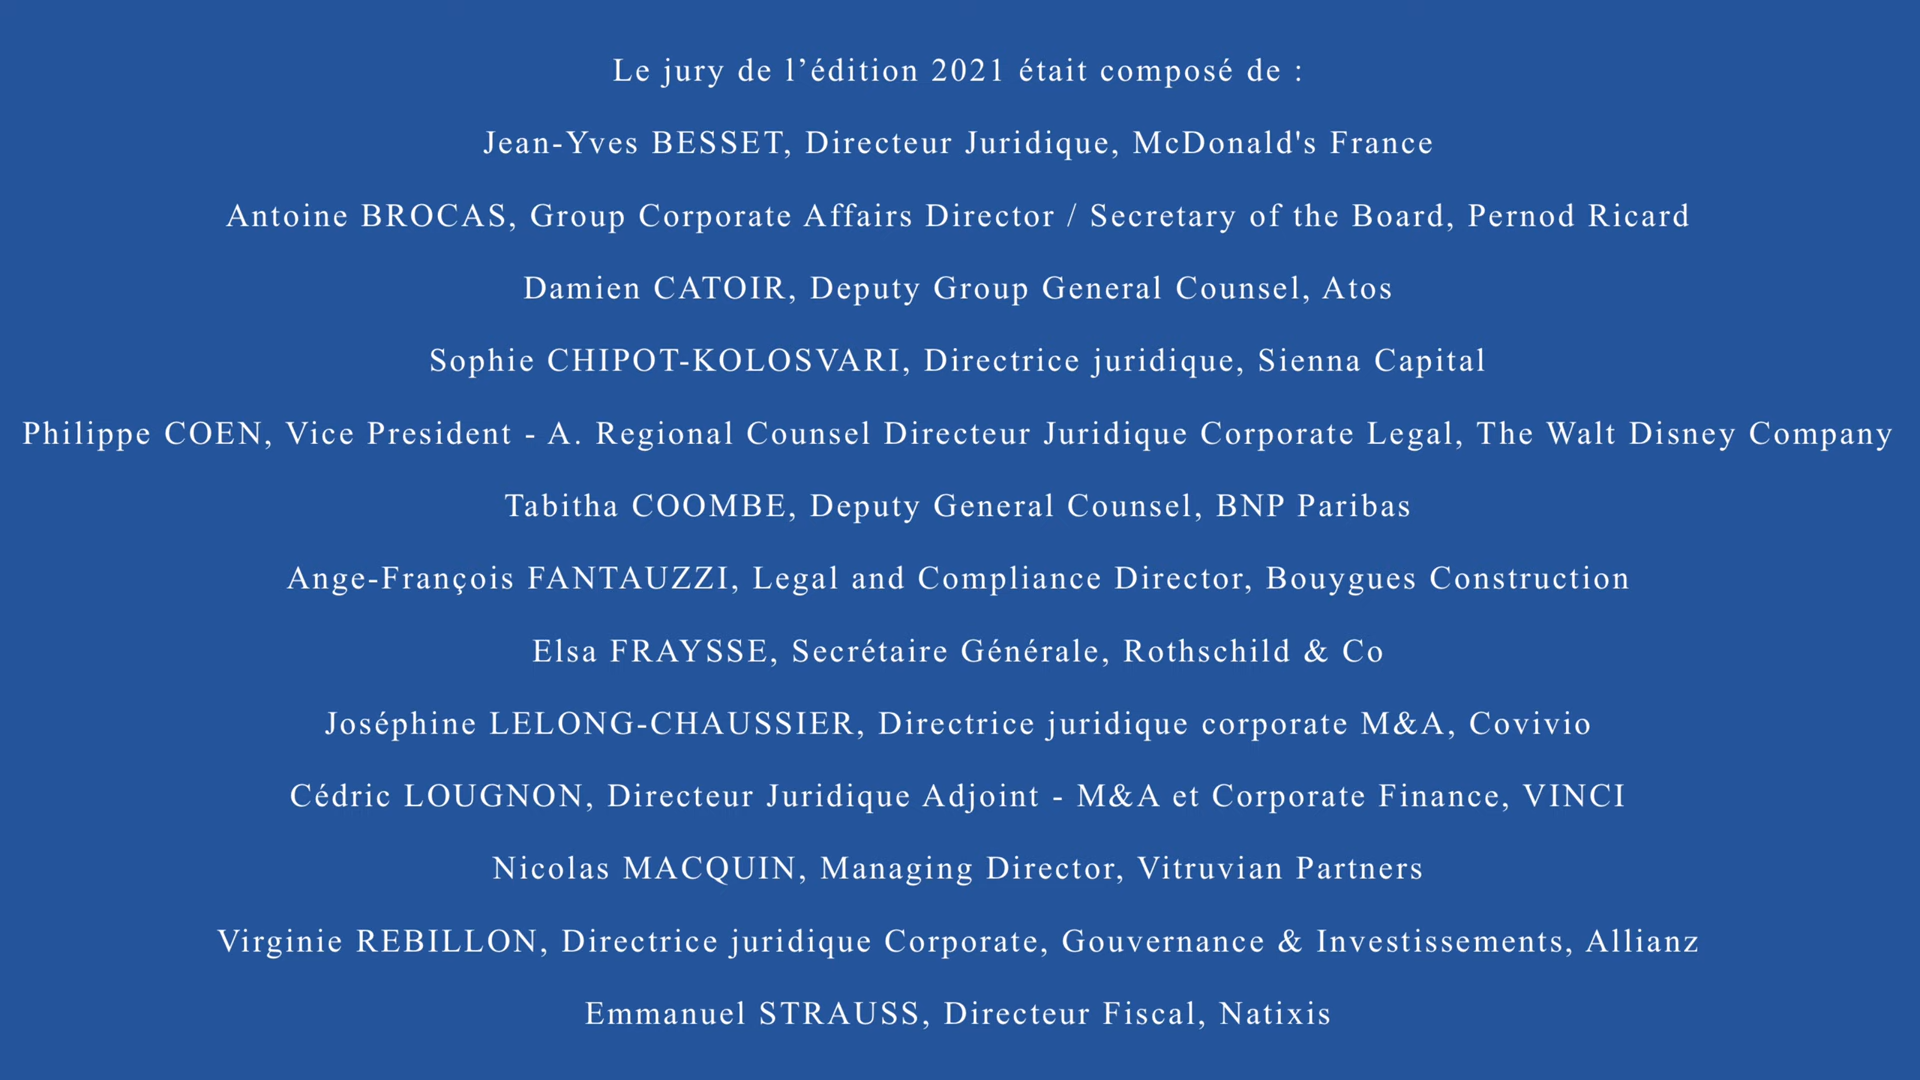 Le jury de l’édition 2021 était composé de :
Jean-Yves BESSET, Directeur Juridique, McDonald's France
Antoine BROCAS, Group Corporate Affairs Director / Secretary of the Board, Pernod Ricard
Damien CATOIR, Deputy Group General Counsel, Atos
Sophie CHIPOT-KOLOSVARI, Directrice juridique, Sienna Capital
Philippe COEN, Vice President - A. Regional Counsel Directeur Juridique Corporate Legal, The Walt Disney Company
Tabitha COOMBE, Deputy General Counsel, BNP Paribas
Ange-François FANTAUZZI, Legal and Compliance Director, Bouygues Construction
Elsa FRAYSSE, Secrétaire Générale, Rothschild & Co
Joséphine LELONG-CHAUSSIER, Directrice juridique corporate M&A, Covivio
Cédric LOUGNON, Directeur Juridique Adjoint - M&A et Corporate Finance, VINCI
Nicolas MACQUIN, Managing Director, Vitruvian Partners
Virginie REBILLON, Directrice juridique Corporate, Gouvernance & Investissements, Allianz
Emmanuel STRAUSS, Directeur Fiscal, Natixis